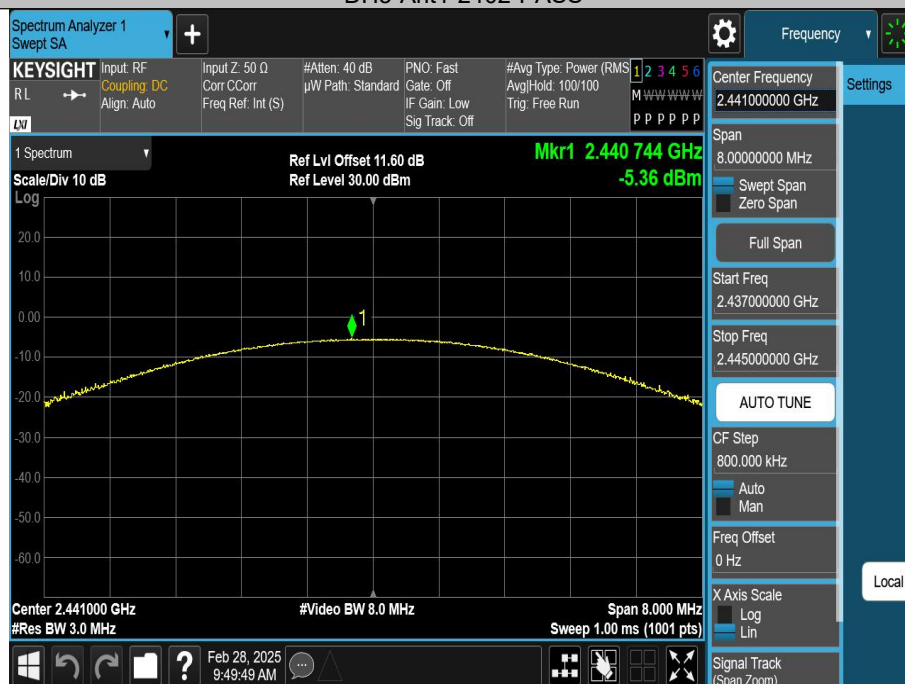 Spectrum Analyzer 1
Swept SA
Frequency
KEYSIGHT
RL
LXI
Input: RF
Coupling: DC
Align: Auto
Input Z: 50 Ω
Corr CCorr
Freq Ref: Int (S)
#Atten: 40 dB
µW Path: Standard
PNO: Fast
Gate: Off
IF Gain: Low
Sig Track: Off
#Avg Type: Power (RMS
Avg|Hold: 100/100
Trig: Free Run
1 2 3 4 5 6
M W W W W W
P P P P P P
1 Spectrum
Scale/Div 10 dB
Log
Ref Lvl Offset 11.60 dB
Ref Level 30.00 dBm
Mkr1 2.440 744 GHz
-5.36 dBm
20.0
10.0
0.00
-10.0
-20.0
-30.0
-40.0
-50.0
-60.0
1
Center 2.441000 GHz
#Res BW 3.0 MHz
#Video BW 8.0 MHz
Span 8.000 MHz
Sweep 1.00 ms (1001 pts)
Feb 28, 2025
9:49:49 AM
?
Center Frequency
2.441000000 GHz
Span
8.00000000 MHz
Swept Span
Zero Span
Full Span
Start Freq
2.437000000 GHz
Stop Freq
2.445000000 GHz
AUTO TUNE
CF Step
800.000 kHz
Auto
Man
Freq Offset
0 Hz
X Axis Scale
Log
Lin
Signal Track
(Span Zoom)
Settings
Local